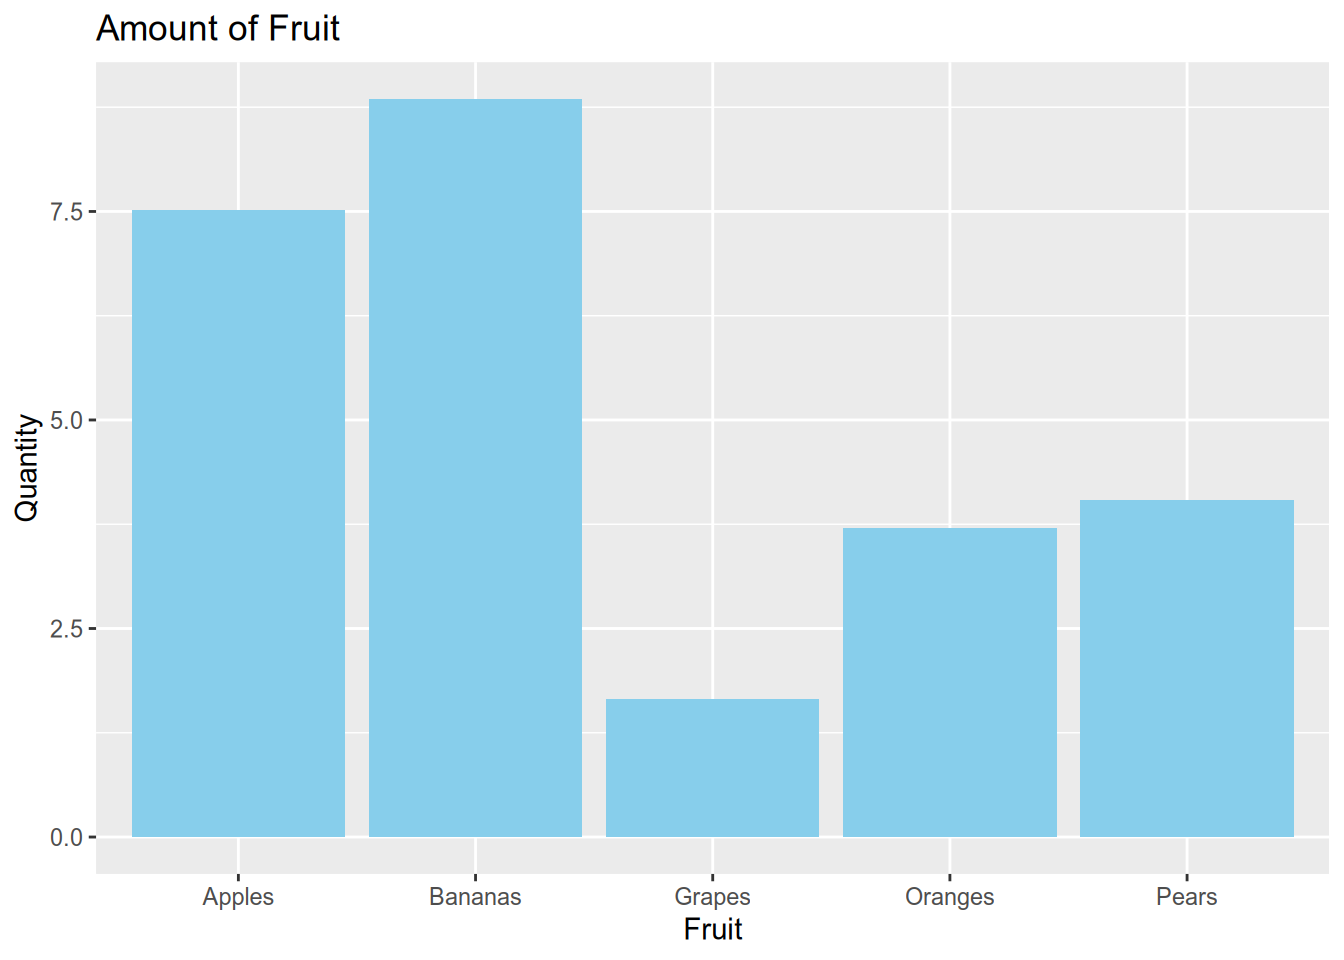 Amount of Fruit
Quantity
7.5
5.0
2.5
0.0
Apples Bananas Grapes Oranges Pears
Fruit